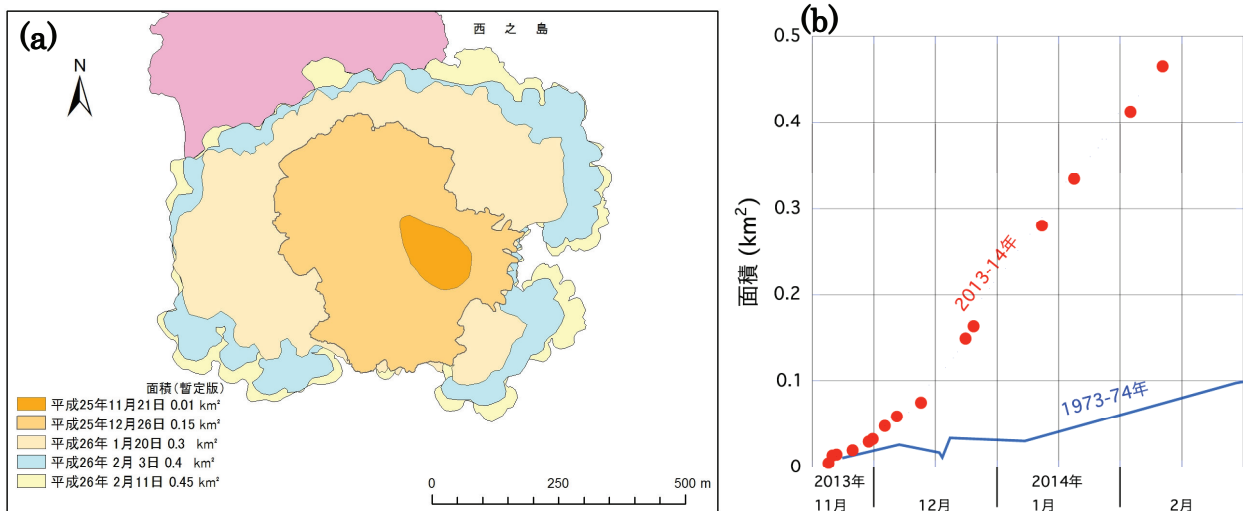 (a)
西 之 島
N
面積(暫定版)
平成25年11月21日 0.01 km²
平成25年12月26日 0.15 km²
平成26年 1月20日 0.3 km²
平成26年 2月 3日 0.4 km²
平成26年 2月11日 0.45 km²
0 250 500 m
(b)
0.5
0.4
0.3
0.2
0.1
0
面積 (km²)
2013-14年
1973-74年
2013年 2014年
11月 12月 1月 2月